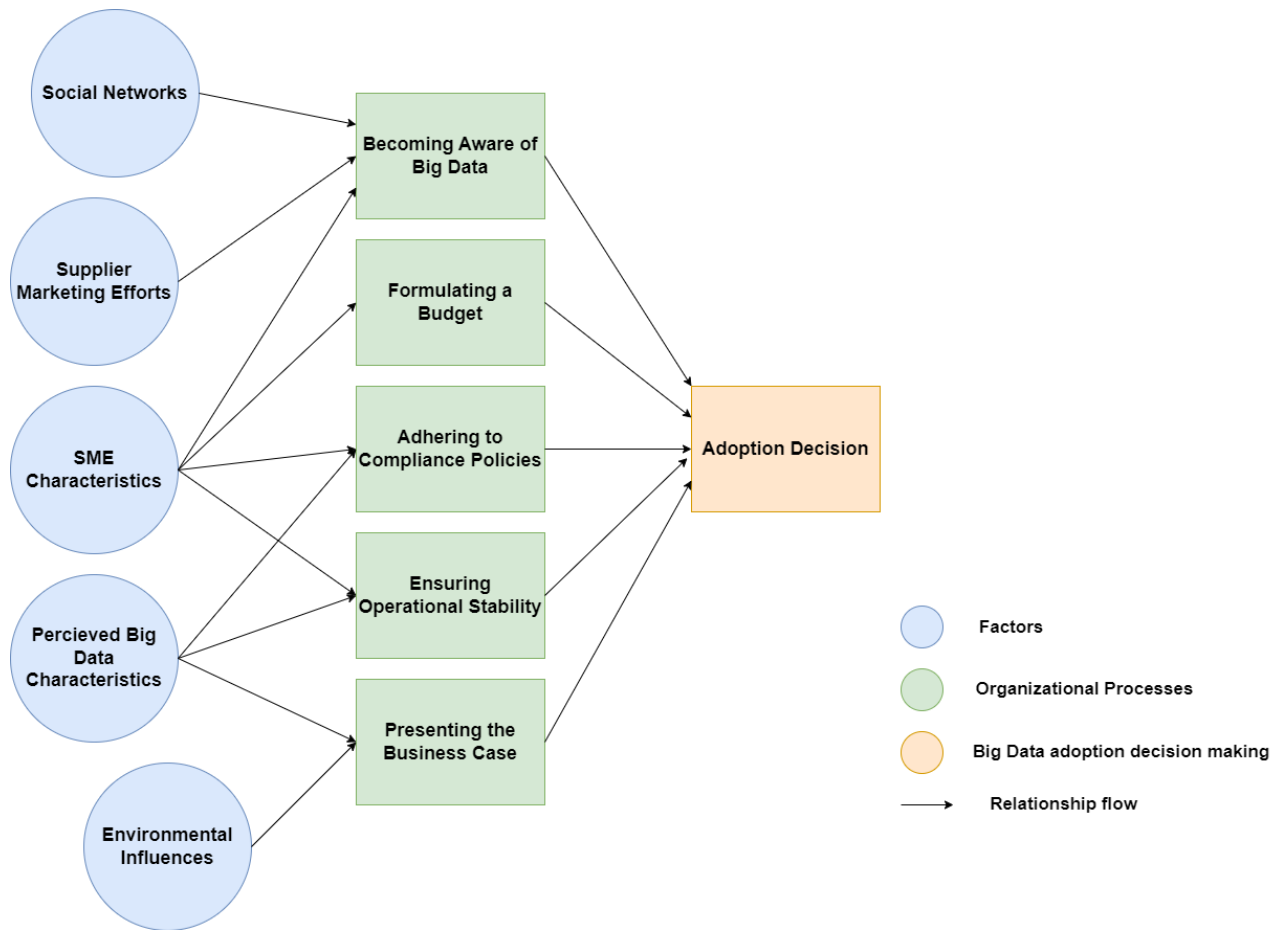 Social Networks
Supplier
Marketing Efforts
SME
Characteristics
Percieved Big
Data
Characteristics
Environmental
Influences
Becoming Aware of
Big Data
Formulating a
Budget
Adhering to
Compliance Policies
Ensuring
Operational Stability
Presenting the
Business Case
Adoption Decision
Factors
Organizational Processes
Big Data adoption decision making
Relationship flow